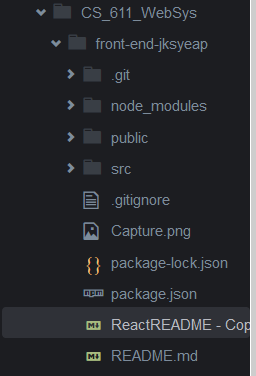 CS_611_WebSys
front-end-jksyeap
.git
node_modules
public
src
.gitignore
Capture.png
package-lock.json
package.json
ReactREADME - Cop
README.md